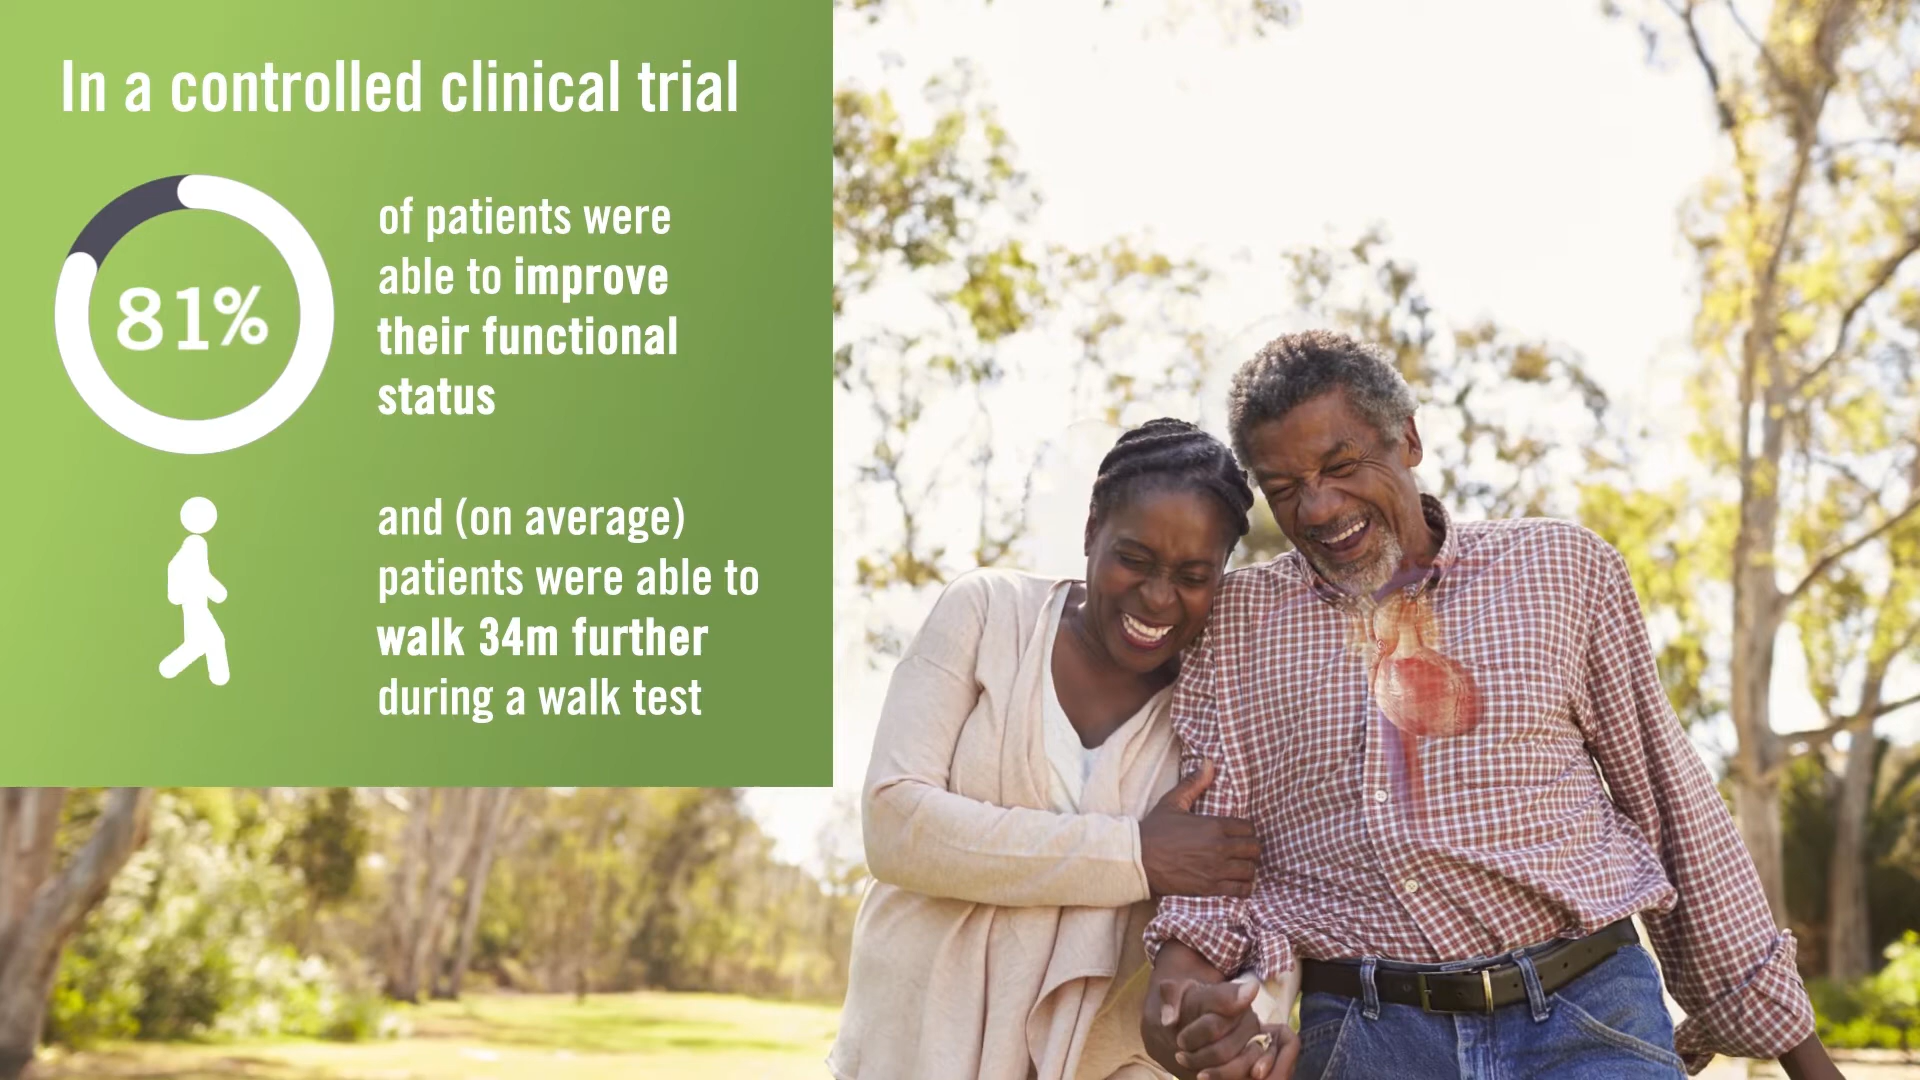 In a controlled clinical trial
81%
of patients were
able to improve
their functional
status
and (on average)
patients were able to
walk 34m further
during a walk test